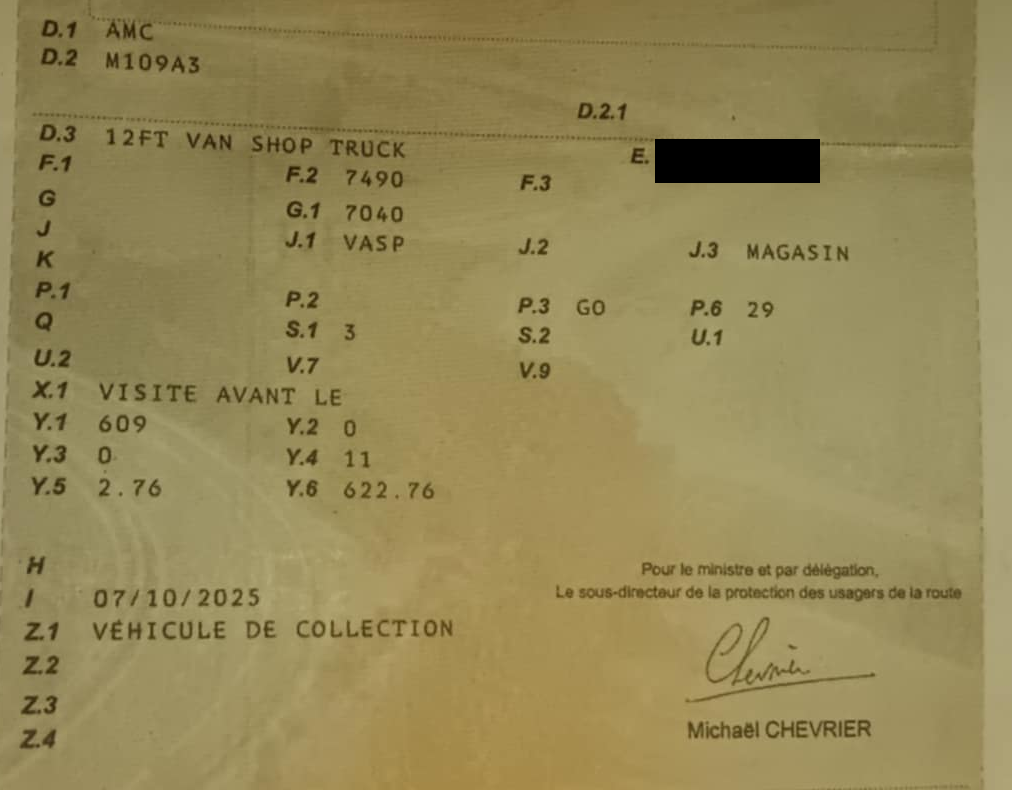 D.1 AMC
D.2 M109A3
D.2.1
D.3 12FT VAN SHOP TRUCK E.
F.1 F.2 7490 F.3
G G.1 7040
J J.1 VASP J.2 J.3 MAGASIN
K
P.1 P.2 P.3 GO P.6 29
Q S.1 3 S.2 U.1
U.2 V.7 V.9
X.1 VISITE AVANT LE
Y.1 609 Y.2 0
Y.3 0 Y.4 11
Y.5 2.76 Y.6 622.76
H
I 07/10/2025
Z.1 VÉHICULE DE COLLECTION
Z.2
Z.3
Z.4
Pour le ministre et par délégation,
Le sous-directeur de la protection des usagers de la route
Chevrier
Michaël CHEVRIER